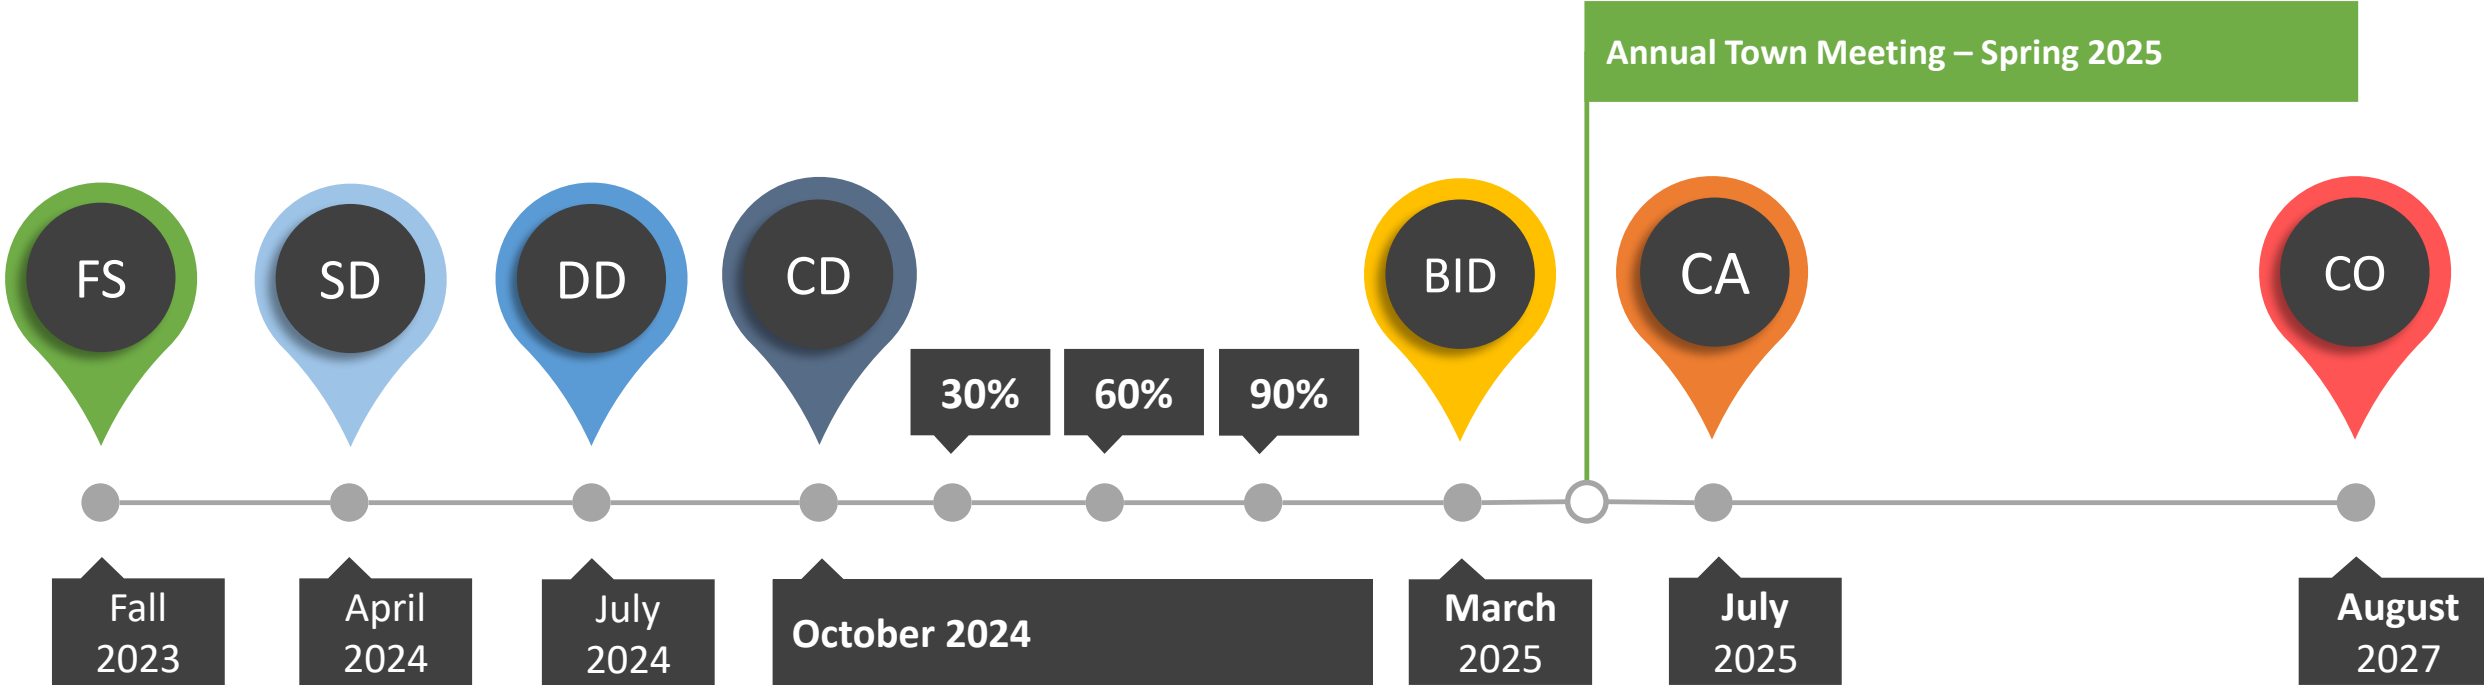 Annual Town Meeting – Spring 2025
FS
SD
DD
CD
BID
CA
CO
30%
60%
90%
Fall
2023
April
2024
July
2024
October 2024
March
2025
July
2025
August
2027